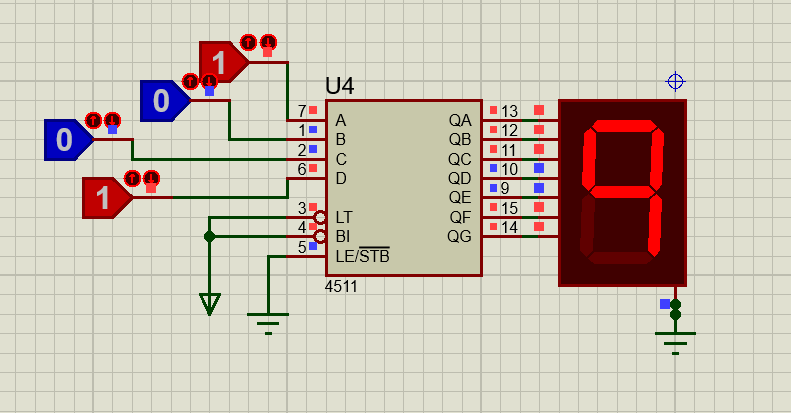 1
0
0
1
U4
7 A QA 13
1 B QB 12
2 C QC 11
6 D QD 10
QE 9
3 LT QF 15
4 BI QG 14
5 LE/STB
4511
9